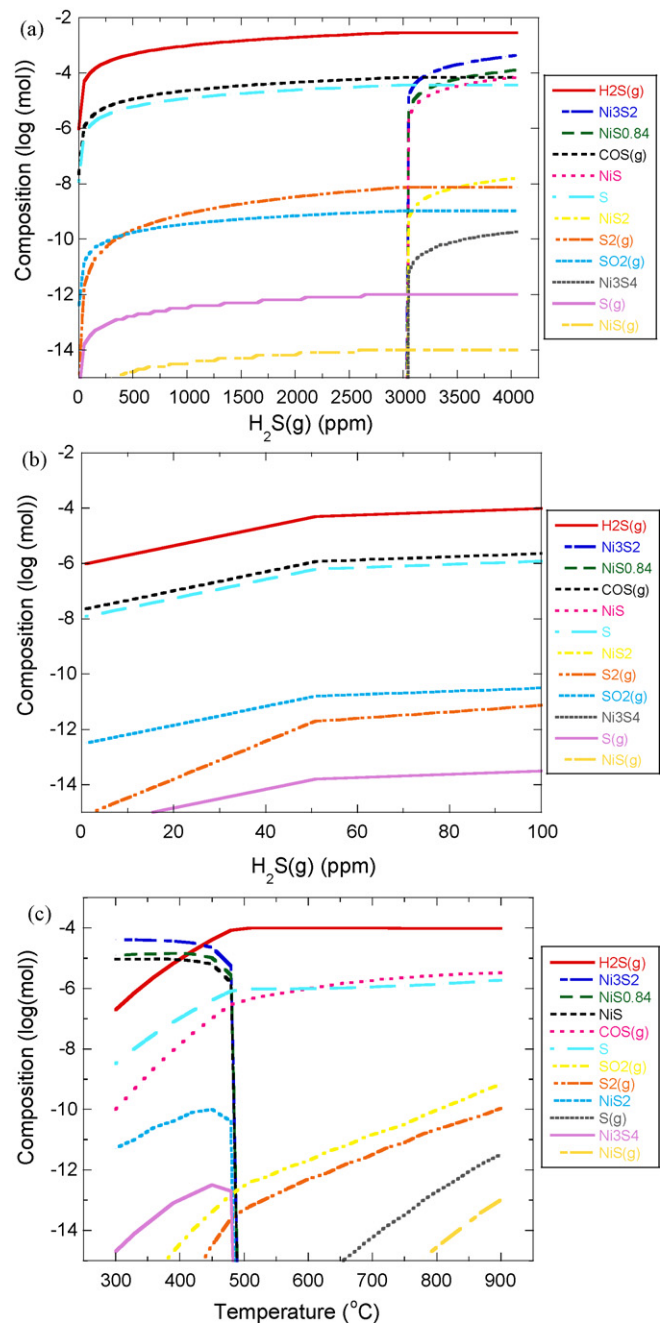 (a)
-2
-4
-6
-8
-10
-12
-14
Composition (log (mol))
0 500 1000 1500 2000 2500 3000 3500 4000
H2S(g) (ppm)
H2S(g)
Ni3S2
NiS0.84
COS(g)
NiS
S
NiS2
S2(g)
SO2(g)
Ni3S4
S(g)
NiS(g)
(b)
-2
-4
-6
-8
-10
-12
-14
Composition (log (mol))
0 20 40 60 80 100
H2S(g) (ppm)
H2S(g)
Ni3S2
NiS0.84
COS(g)
NiS
S
NiS2
S2(g)
SO2(g)
Ni3S4
S(g)
NiS(g)
(c)
-4
-6
-8
-10
-12
-14
Composition (log(mol))
300 400 500 600 700 800 900
Temperature (°C)
H2S(g)
Ni3S2
NiS0.84
NiS
COS(g)
S
SO2(g)
S2(g)
NiS2
S(g)
Ni3S4
NiS(g)